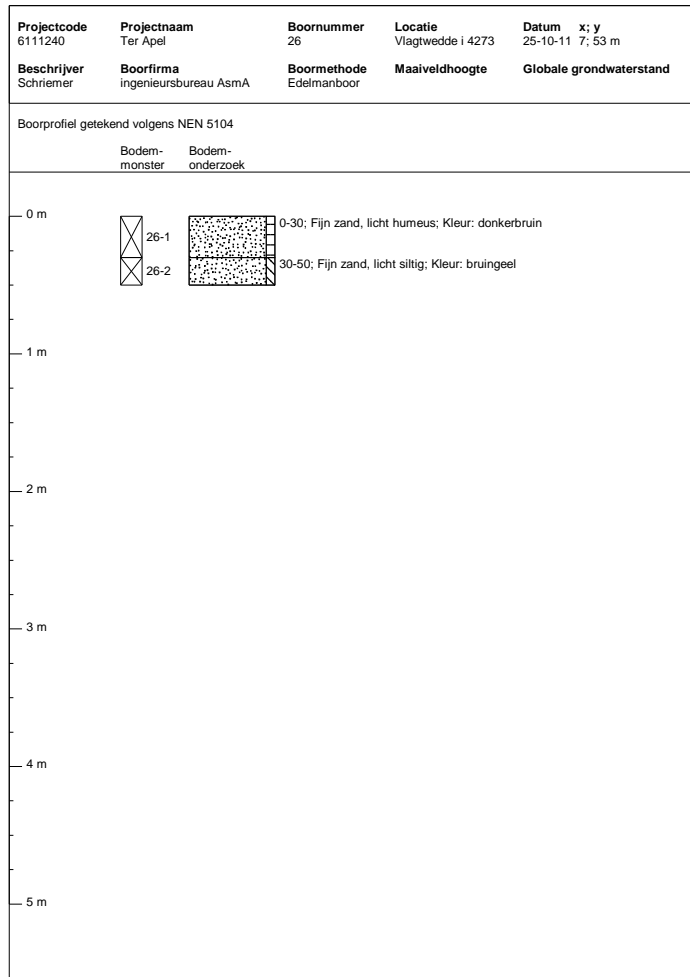 Projectcode Projectnaam Boornummer Locatie Datum x; y
6111240 Ter Apel 26 Vlagtwedde i 4273 25-10-11 7; 53 m
Beschrijver Boorfirma Boormethode Maaiveldhoogte Globale grondwaterstand
Schriemer ingenieursbureau AsmA Edelmanboor
Boorprofiel getekend volgens NEN 5104
Bodem- Bodem-
monster onderzoek
0 m
0-30; Fijn zand, licht humeus; Kleur: donkerbruin
26-1
30-50; Fijn zand, licht siltig; Kleur: bruingeel
26-2
1 m
2 m
3 m
4 m
5 m